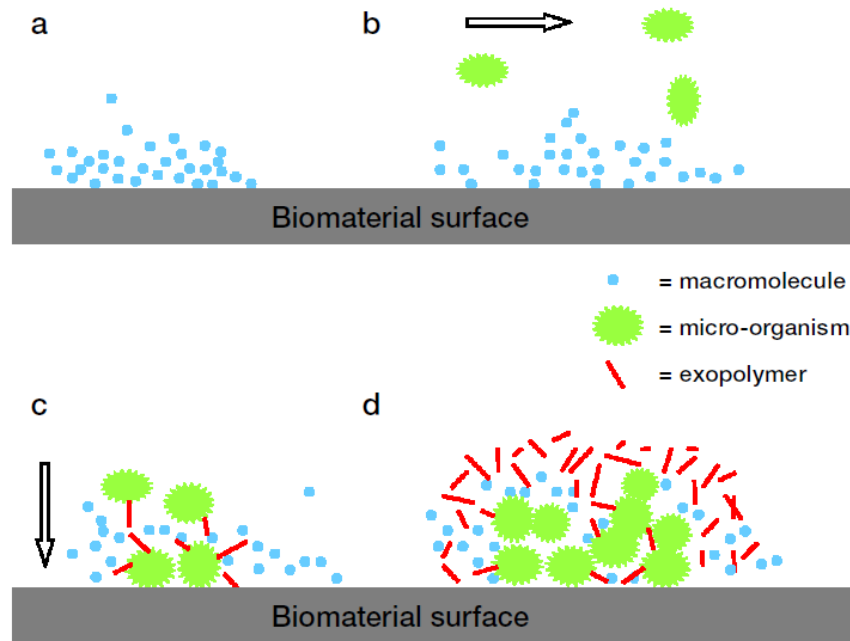 a
b
Biomaterial surface
= macromolecule
= micro-organism
= exopolymer
c
d
Biomaterial surface